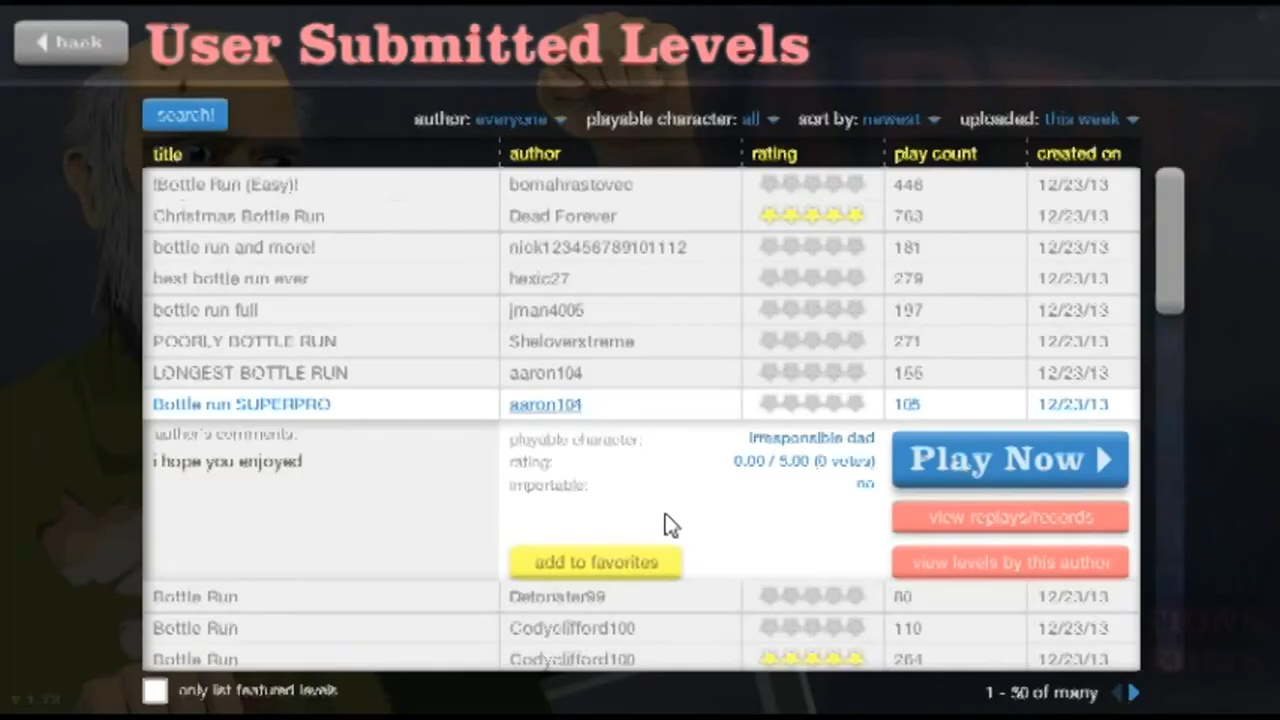 back
User Submitted Levels
search!
author: everyone playable character: all sort by: newest uploaded: this week
title author rating play count created on
!Bottle Run (Easy)! bomahrastovec 446 12/23/13
Christmas Bottle Run Dead Forever 763 12/23/13
bottle run and more! nick123456789101112 181 12/23/13
best bottle run ever hexic27 279 12/23/13
bottle run full jman4005 197 12/23/13
POORLY BOTTLE RUN Sheloverxtreme 271 12/23/13
LONGEST BOTTLE RUN aaron104 12/23/13
Bottle run SUPERPRO aaron104 105 12/23/13
author's comments:
i hope you enjoyed
playable character: irresponsible dad
rating: 0.00 / 5.00 (0 votes)
importable: no
add to favorites
Play Now
view replays/records
view levels by this author
Bottle Run Detonater99 80 12/23/13
Bottle Run Codyclifford100 110 12/23/13
Bottle Run Codyclifford100 264 12/23/13
only list featured levels
1 - 50 of many